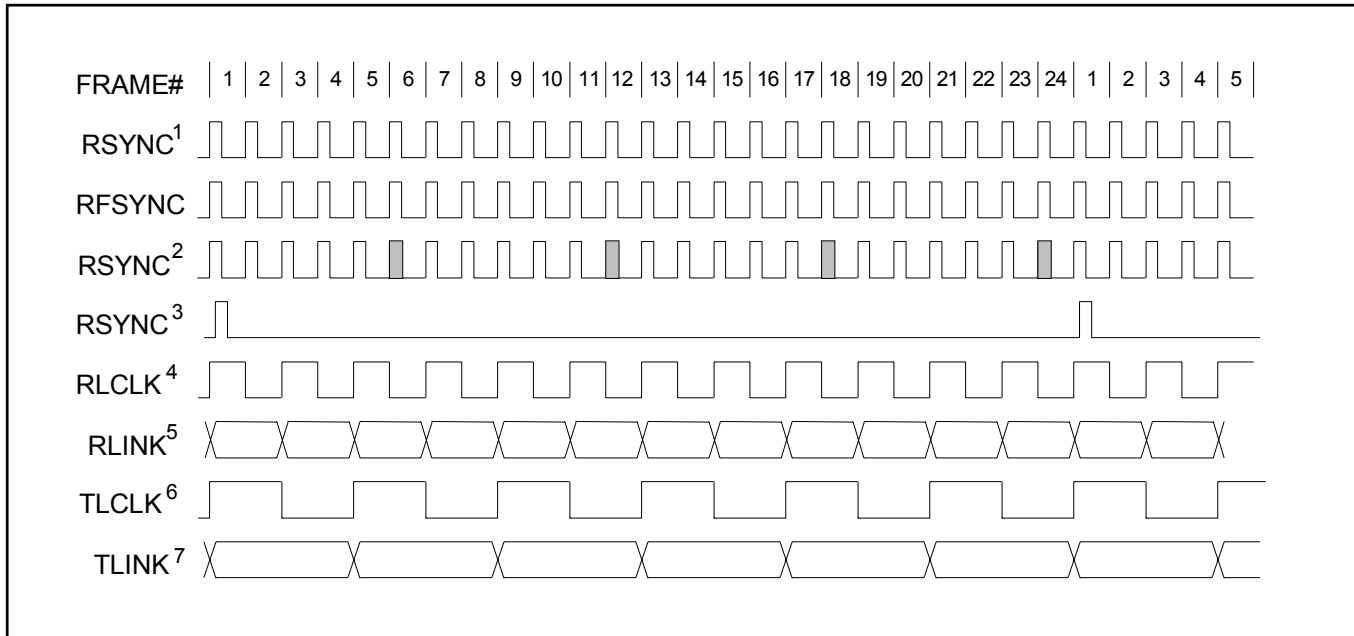 FRAME# 1 2 3 4 5 6 7 8 9 10 11 12 13 14 15 16 17 18 19 20 21 22 23 24 1 2 3 4 5
RSYNC¹
RFSYNC
RSYNC²
RSYNC³
RLCLK⁴
RLINK⁵
TLCLK⁶
TLINK⁷